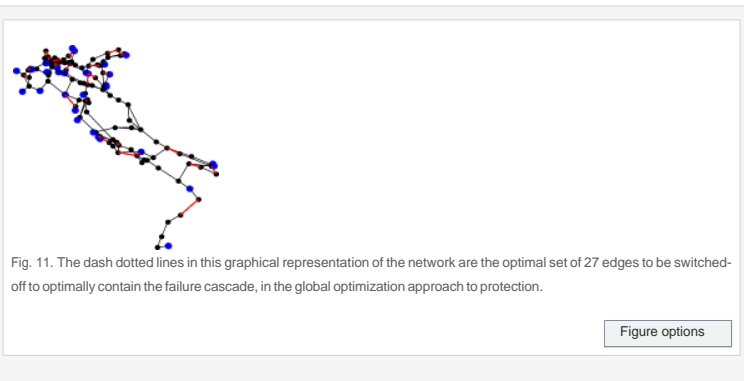 Fig. 11. The dash dotted lines in this graphical representation of the network are the optimal set of 27 edges to be switched-
off to optimally contain the failure cascade, in the global optimization approach to protection.
Figure options